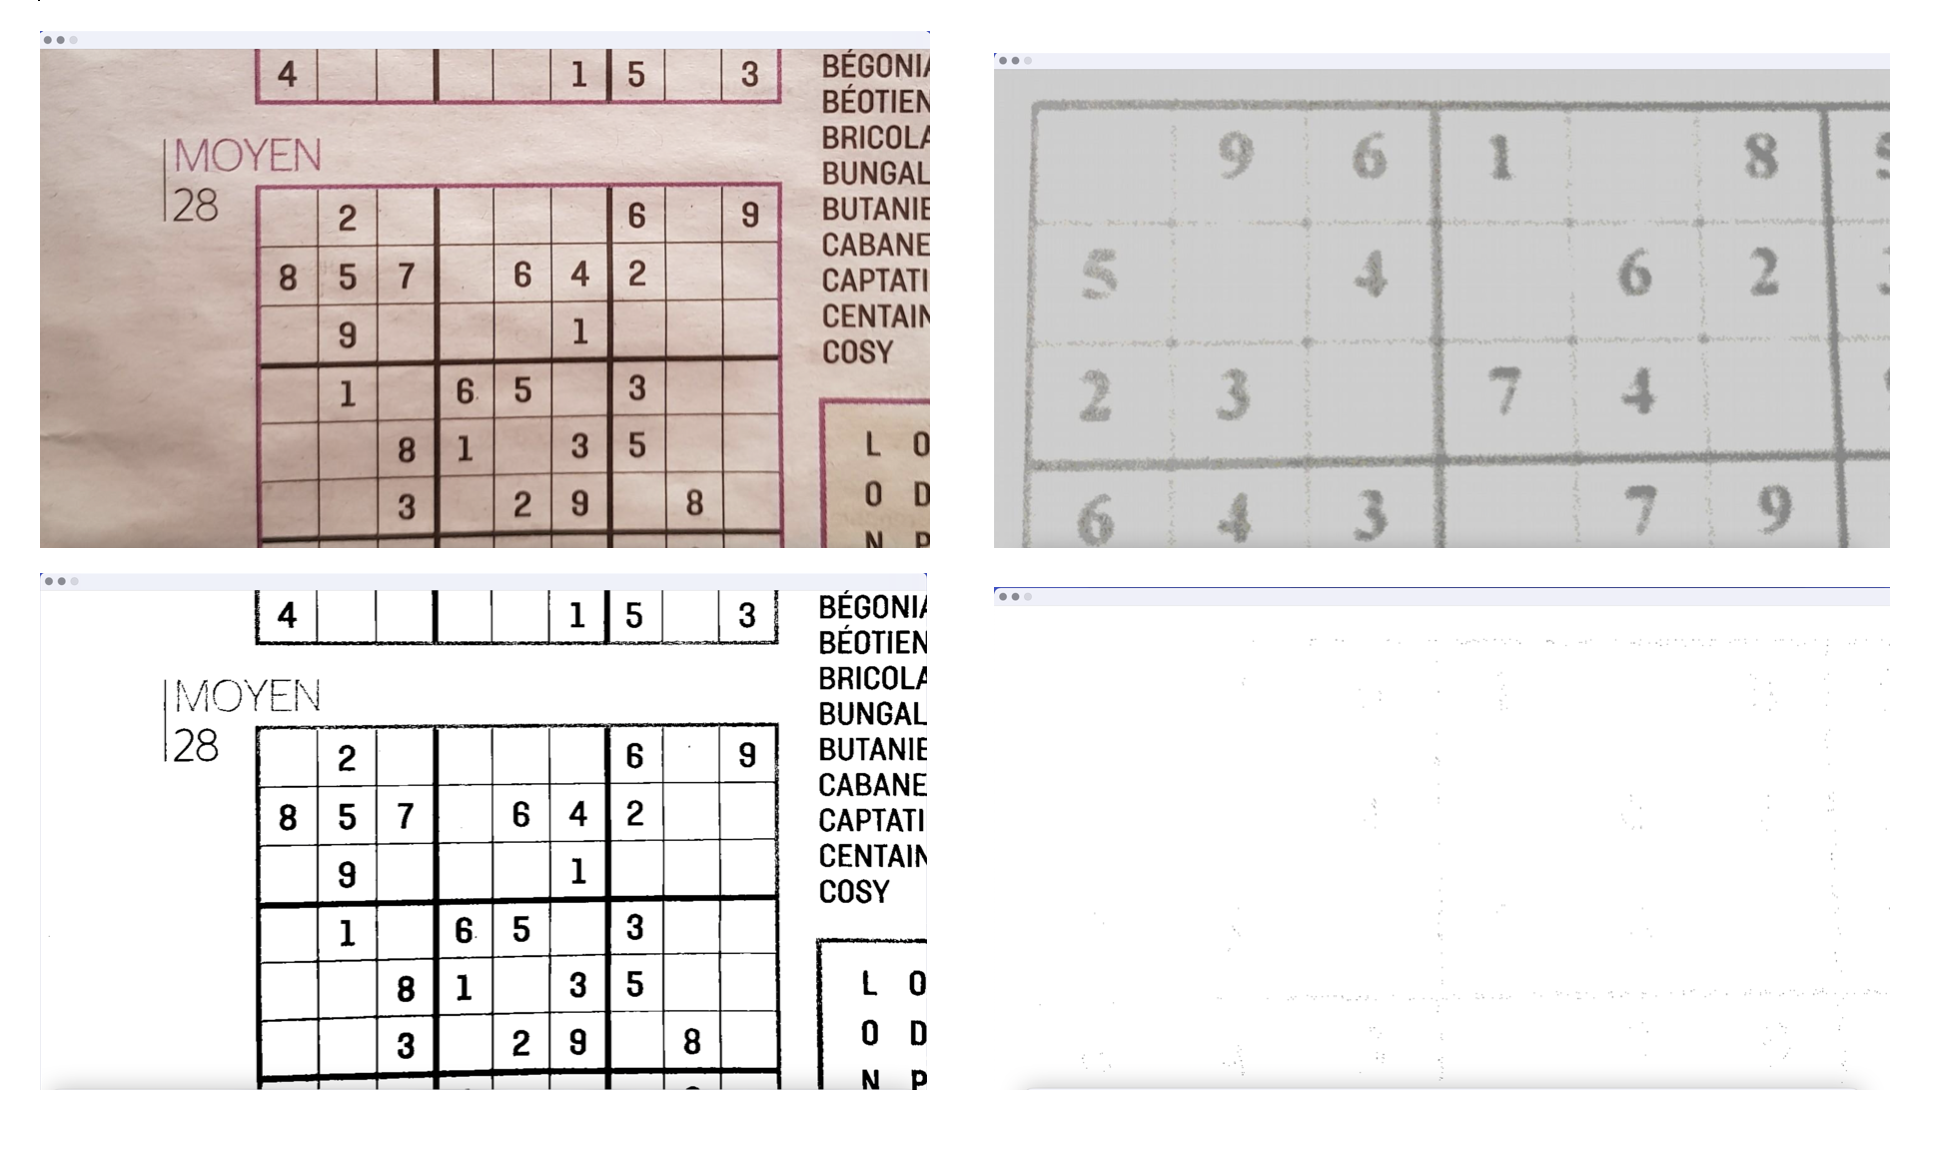 4 1 5 3
MOYEN
28
2 6 9
8 5 7 6 4 2
9 1
1 6 5 3
8 1 3 5
3 2 9 8
BÉGONIA
BÉOTIEN
BRICOLA
BUNGAL
BUTANIE
CABANE
CAPTATI
CENTAIN
COSY
L O
O D
N P
9 6 1 8
5 4 6 2
2 3 7 4
6 4 3 7 9
4 1 5 3
MOYEN
28
2 6 9
8 5 7 6 4 2
9 1
1 6 5 3
8 1 3 5
3 2 9 8
BÉGONIA
BÉOTIEN
BRICOLA
BUNGAL
BUTANIE
CABANE
CAPTATI
CENTAIN
COSY
L O
O D
N P